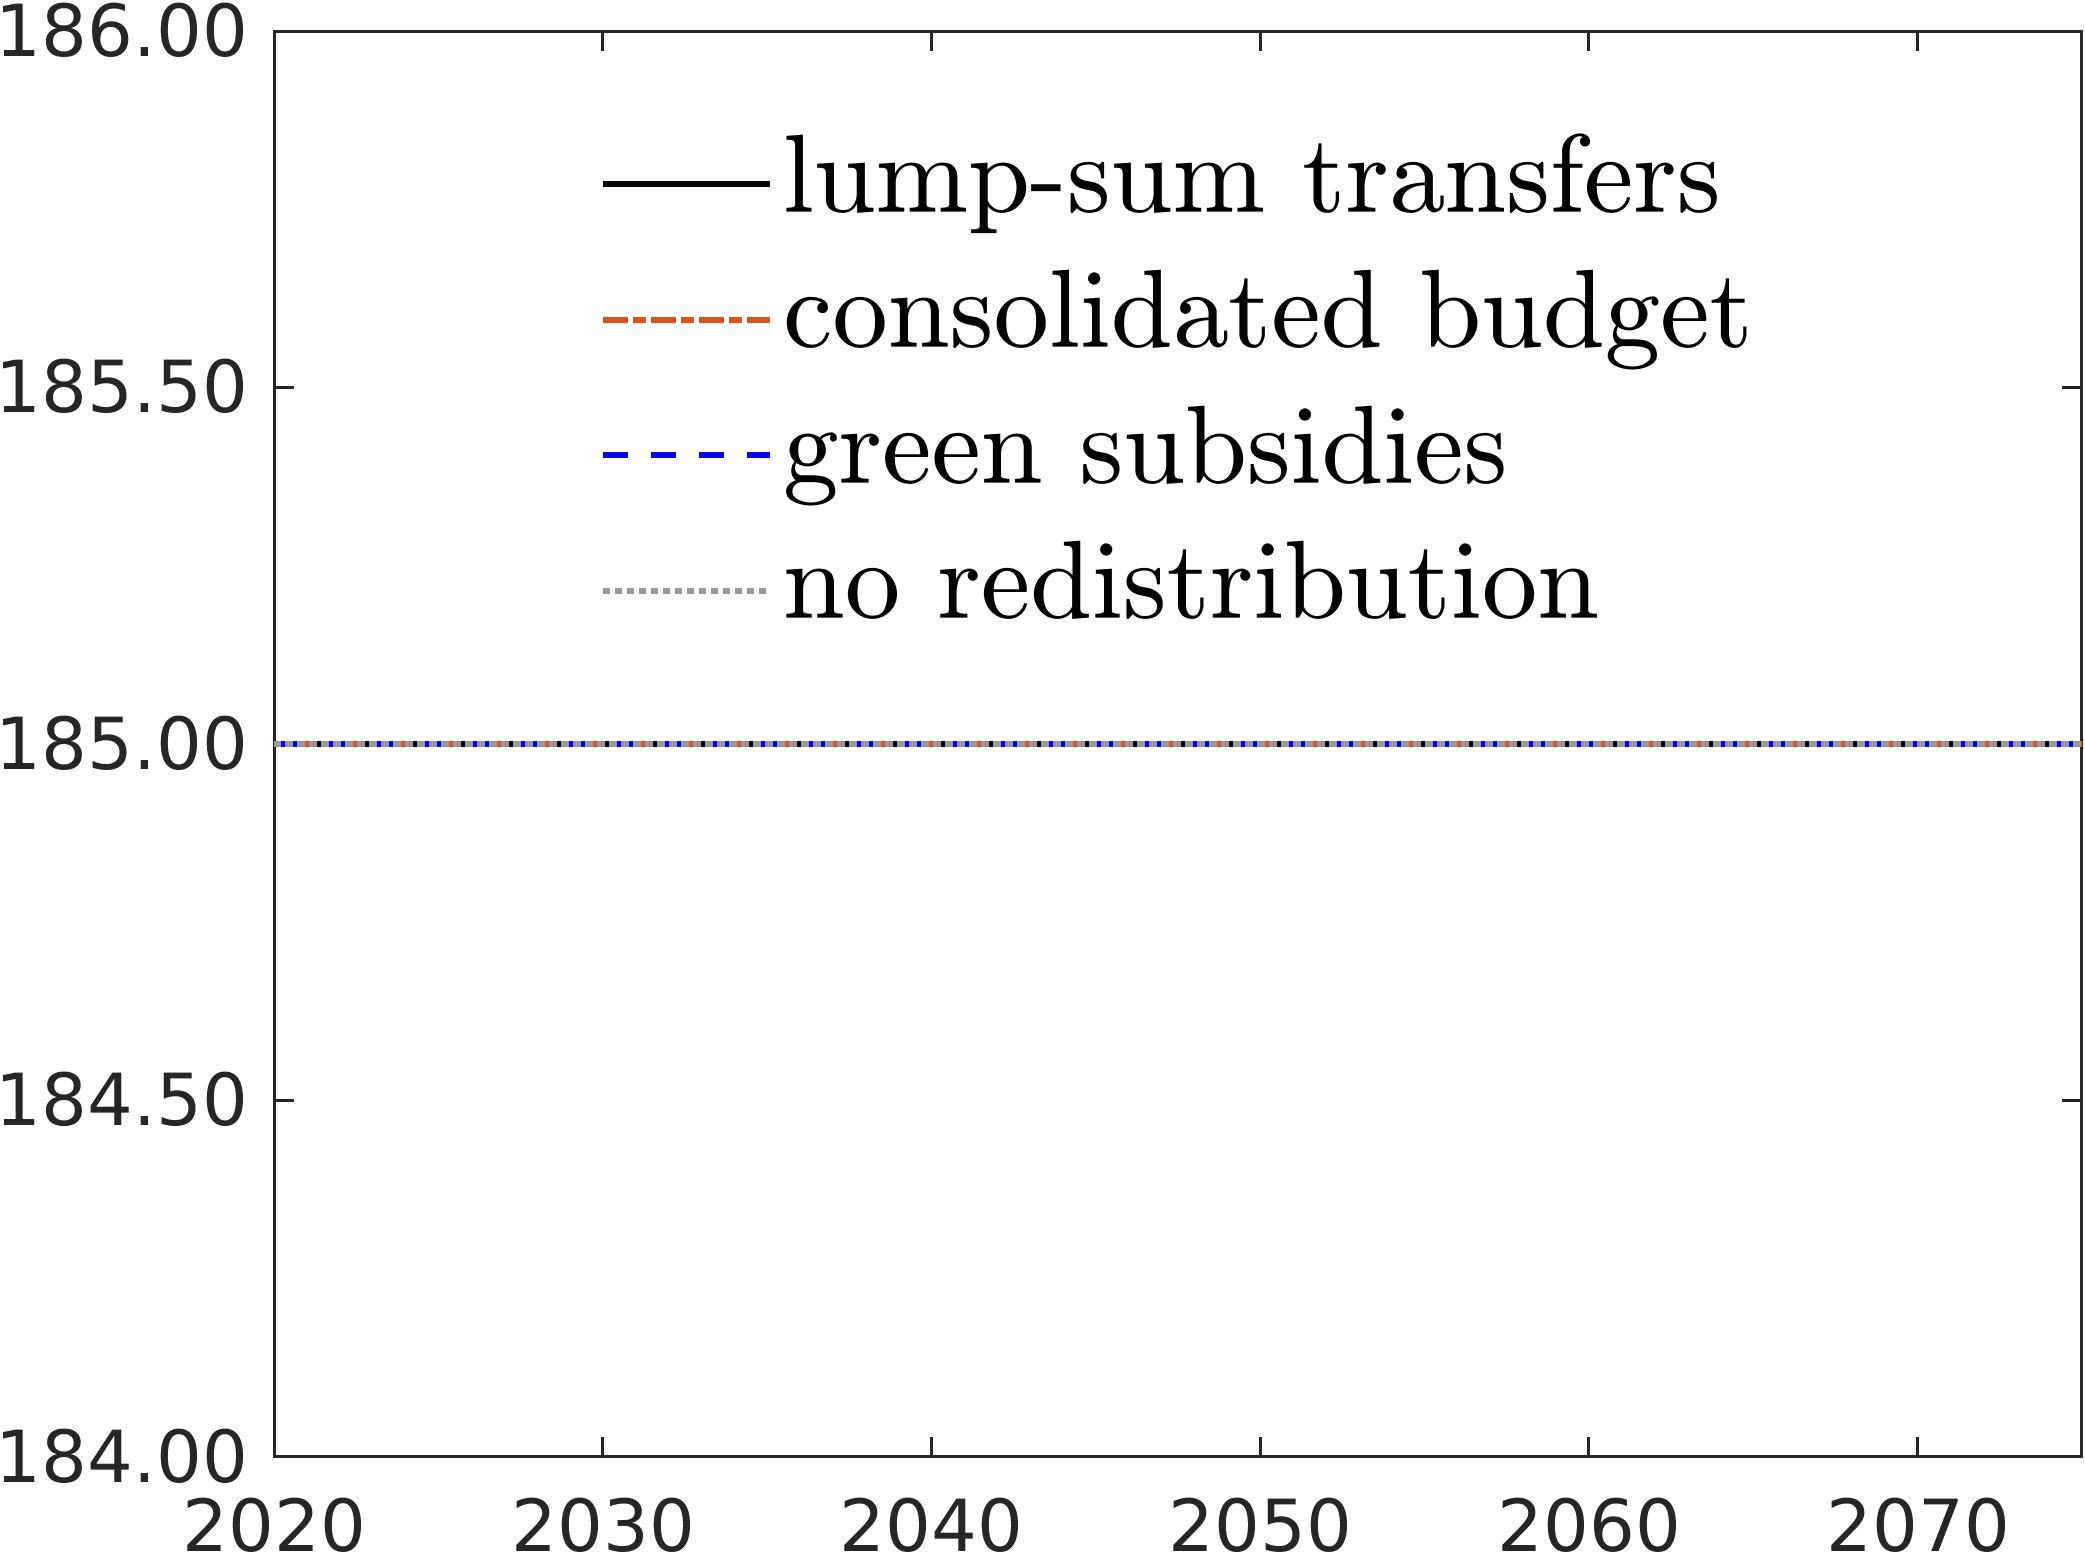 186.00
lump-sum transfers
consolidated budget
185.50
green subsidies
no redistribution
185.00
184.50
184.00
2020 2030 2040 2050 2060 2070